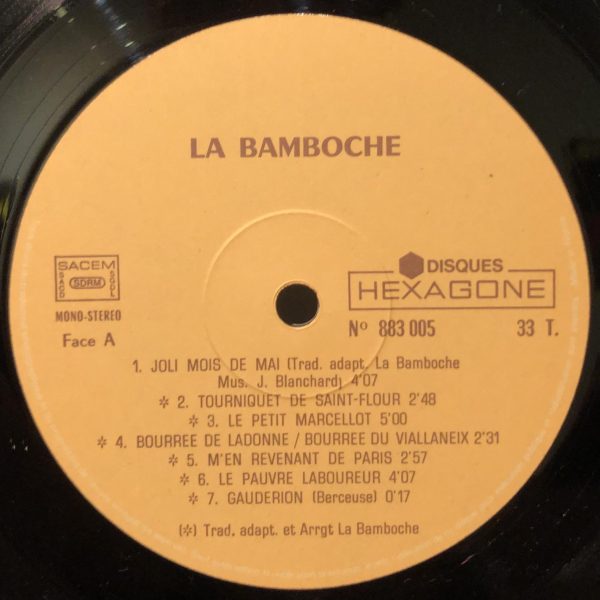 LA BAMBOCHE
SACEM
SACD
SDRM
SGDL
MONO-STEREO
Face A
DISQUES
HEXAGONE
Nº 883 005 33 T.
1. JOLI MOIS DE MAI (Trad. adapt. La Bamboche
Mus. J. Blanchard) 4'07
✲ 2. TOURNIQUET DE SAINT-FLOUR 2'48
✲ 3. LE PETIT MARCELLOT 5'00
✲ 4. BOURREE DE LADONNE / BOURREE DU VIALLANEIX 2'31
✲ 5. M'EN REVENANT DE PARIS 2'57
✲ 6. LE PAUVRE LABOUREUR 4'07
✲ 7. GAUDERION (Berceuse) 0'17
(✲) Trad. adapt. et Arrgt La Bamboche